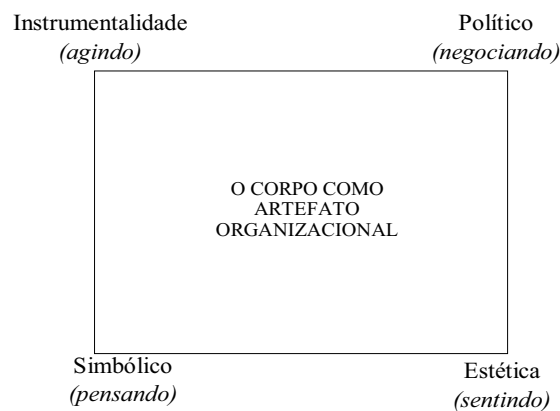 Instrumentalidade
(agindo)
Político
(negociando)
O CORPO COMO
ARTEFATO
ORGANIZACIONAL
Simbólico
(pensando)
Estética
(sentindo)